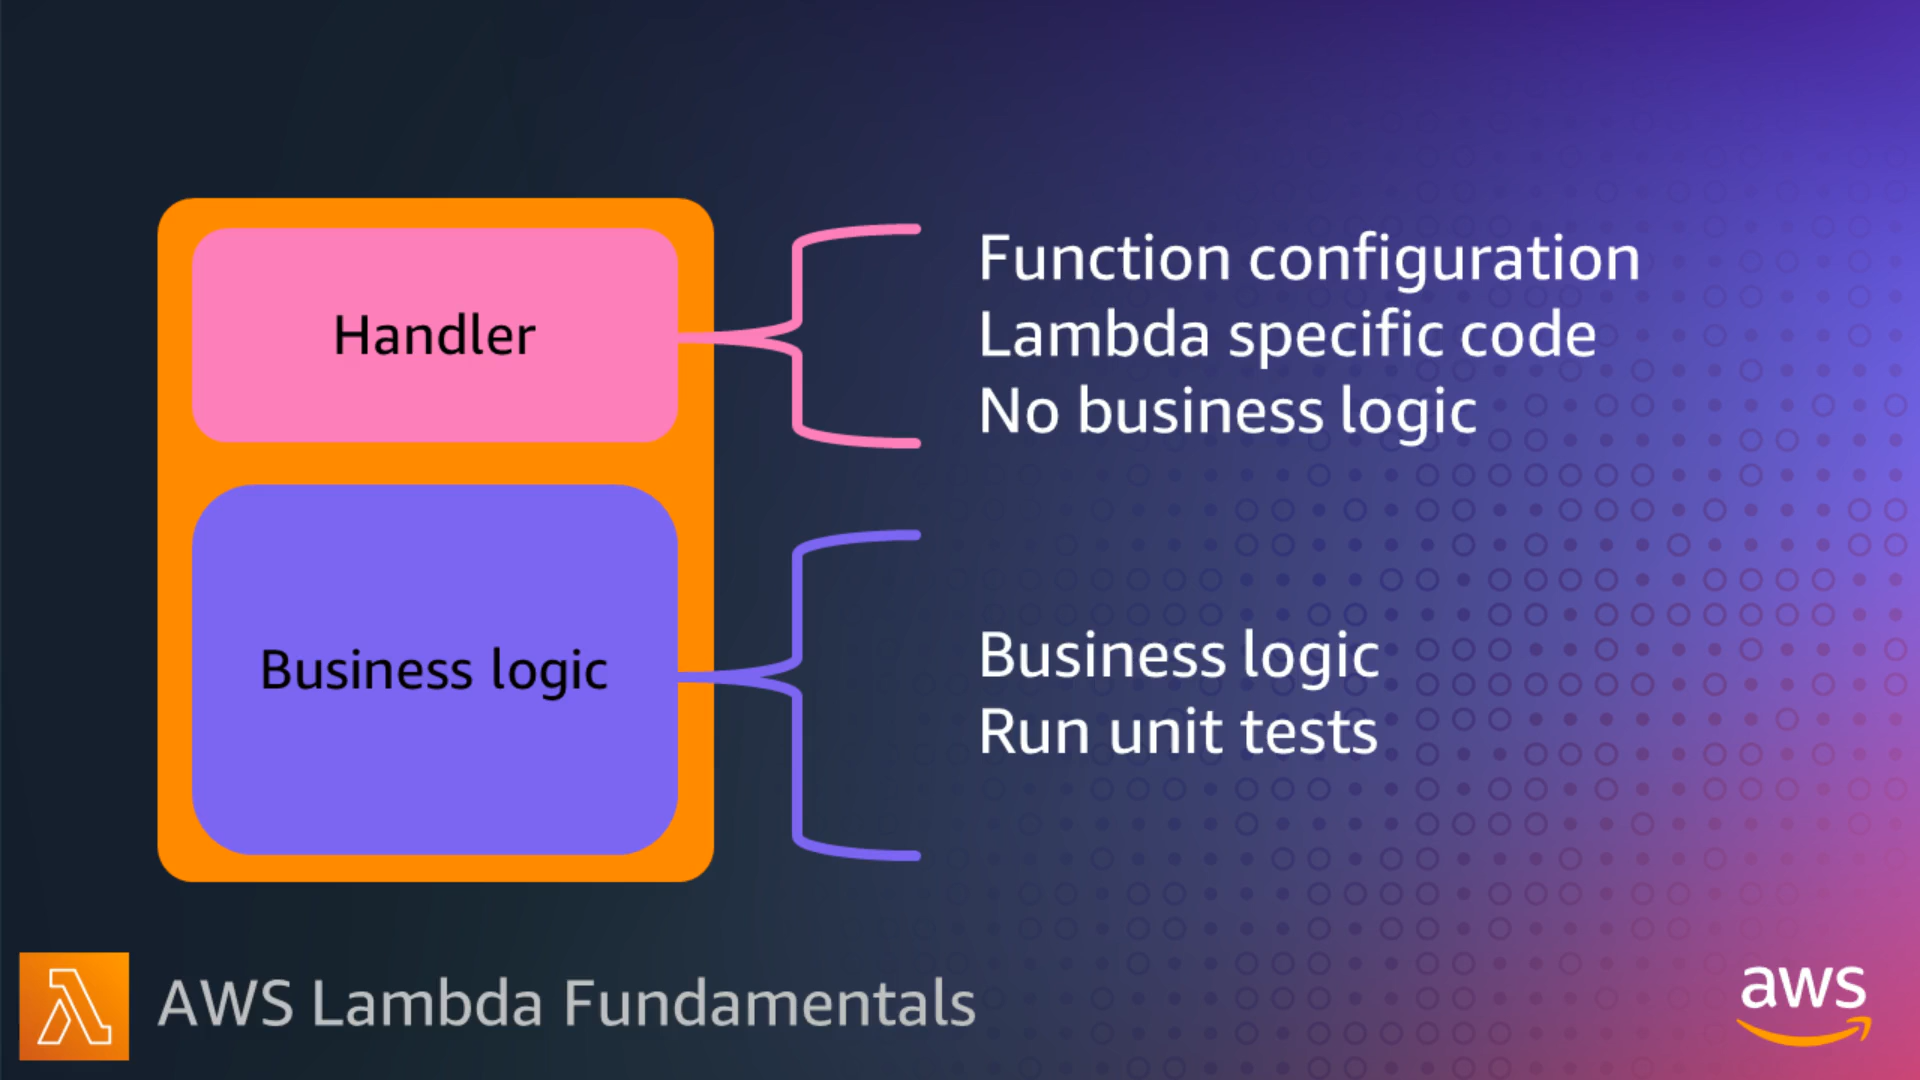 Handler
Function configuration
Lambda specific code
No business logic
Business logic
Business logic
Run unit tests
AWS Lambda Fundamentals
aws